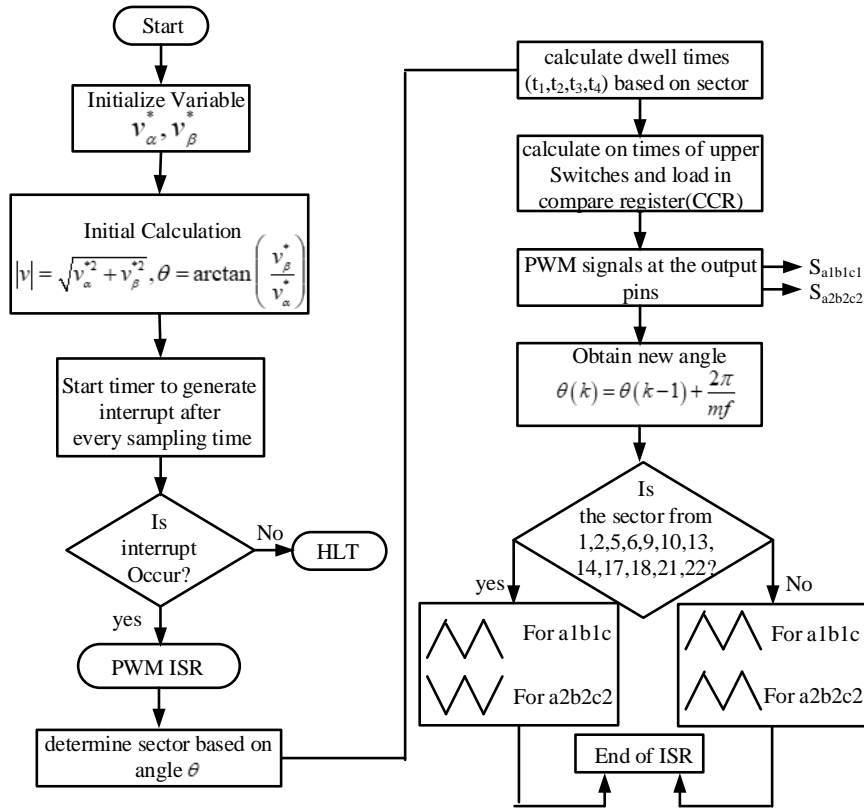 Start
Initialize Variable
v*α, v*β
Initial Calculation
|v| = √(v*α² + v*β²), θ = arctan(v*β / v*α)
Start timer to generate
interrupt after
every sampling time
Is
interrupt
Occur?
No
HLT
yes
PWM ISR
determine sector based on
angle θ
calculate dwell times
(t₁,t₂,t₃,t₄) based on sector
calculate on times of upper
Switches and load in
compare register(CCR)
PWM signals at the output
pins
Sa1b1c1
Sa2b2c2
Obtain new angle
θ(k) = θ(k−1) + 2π/mf
Is
the sector from
1,2,5,6,9,10,13,
14,17,18,21,22?
yes
No
For a1b1c
For a2b2c2
For a1b1c
For a2b2c2
End of ISR